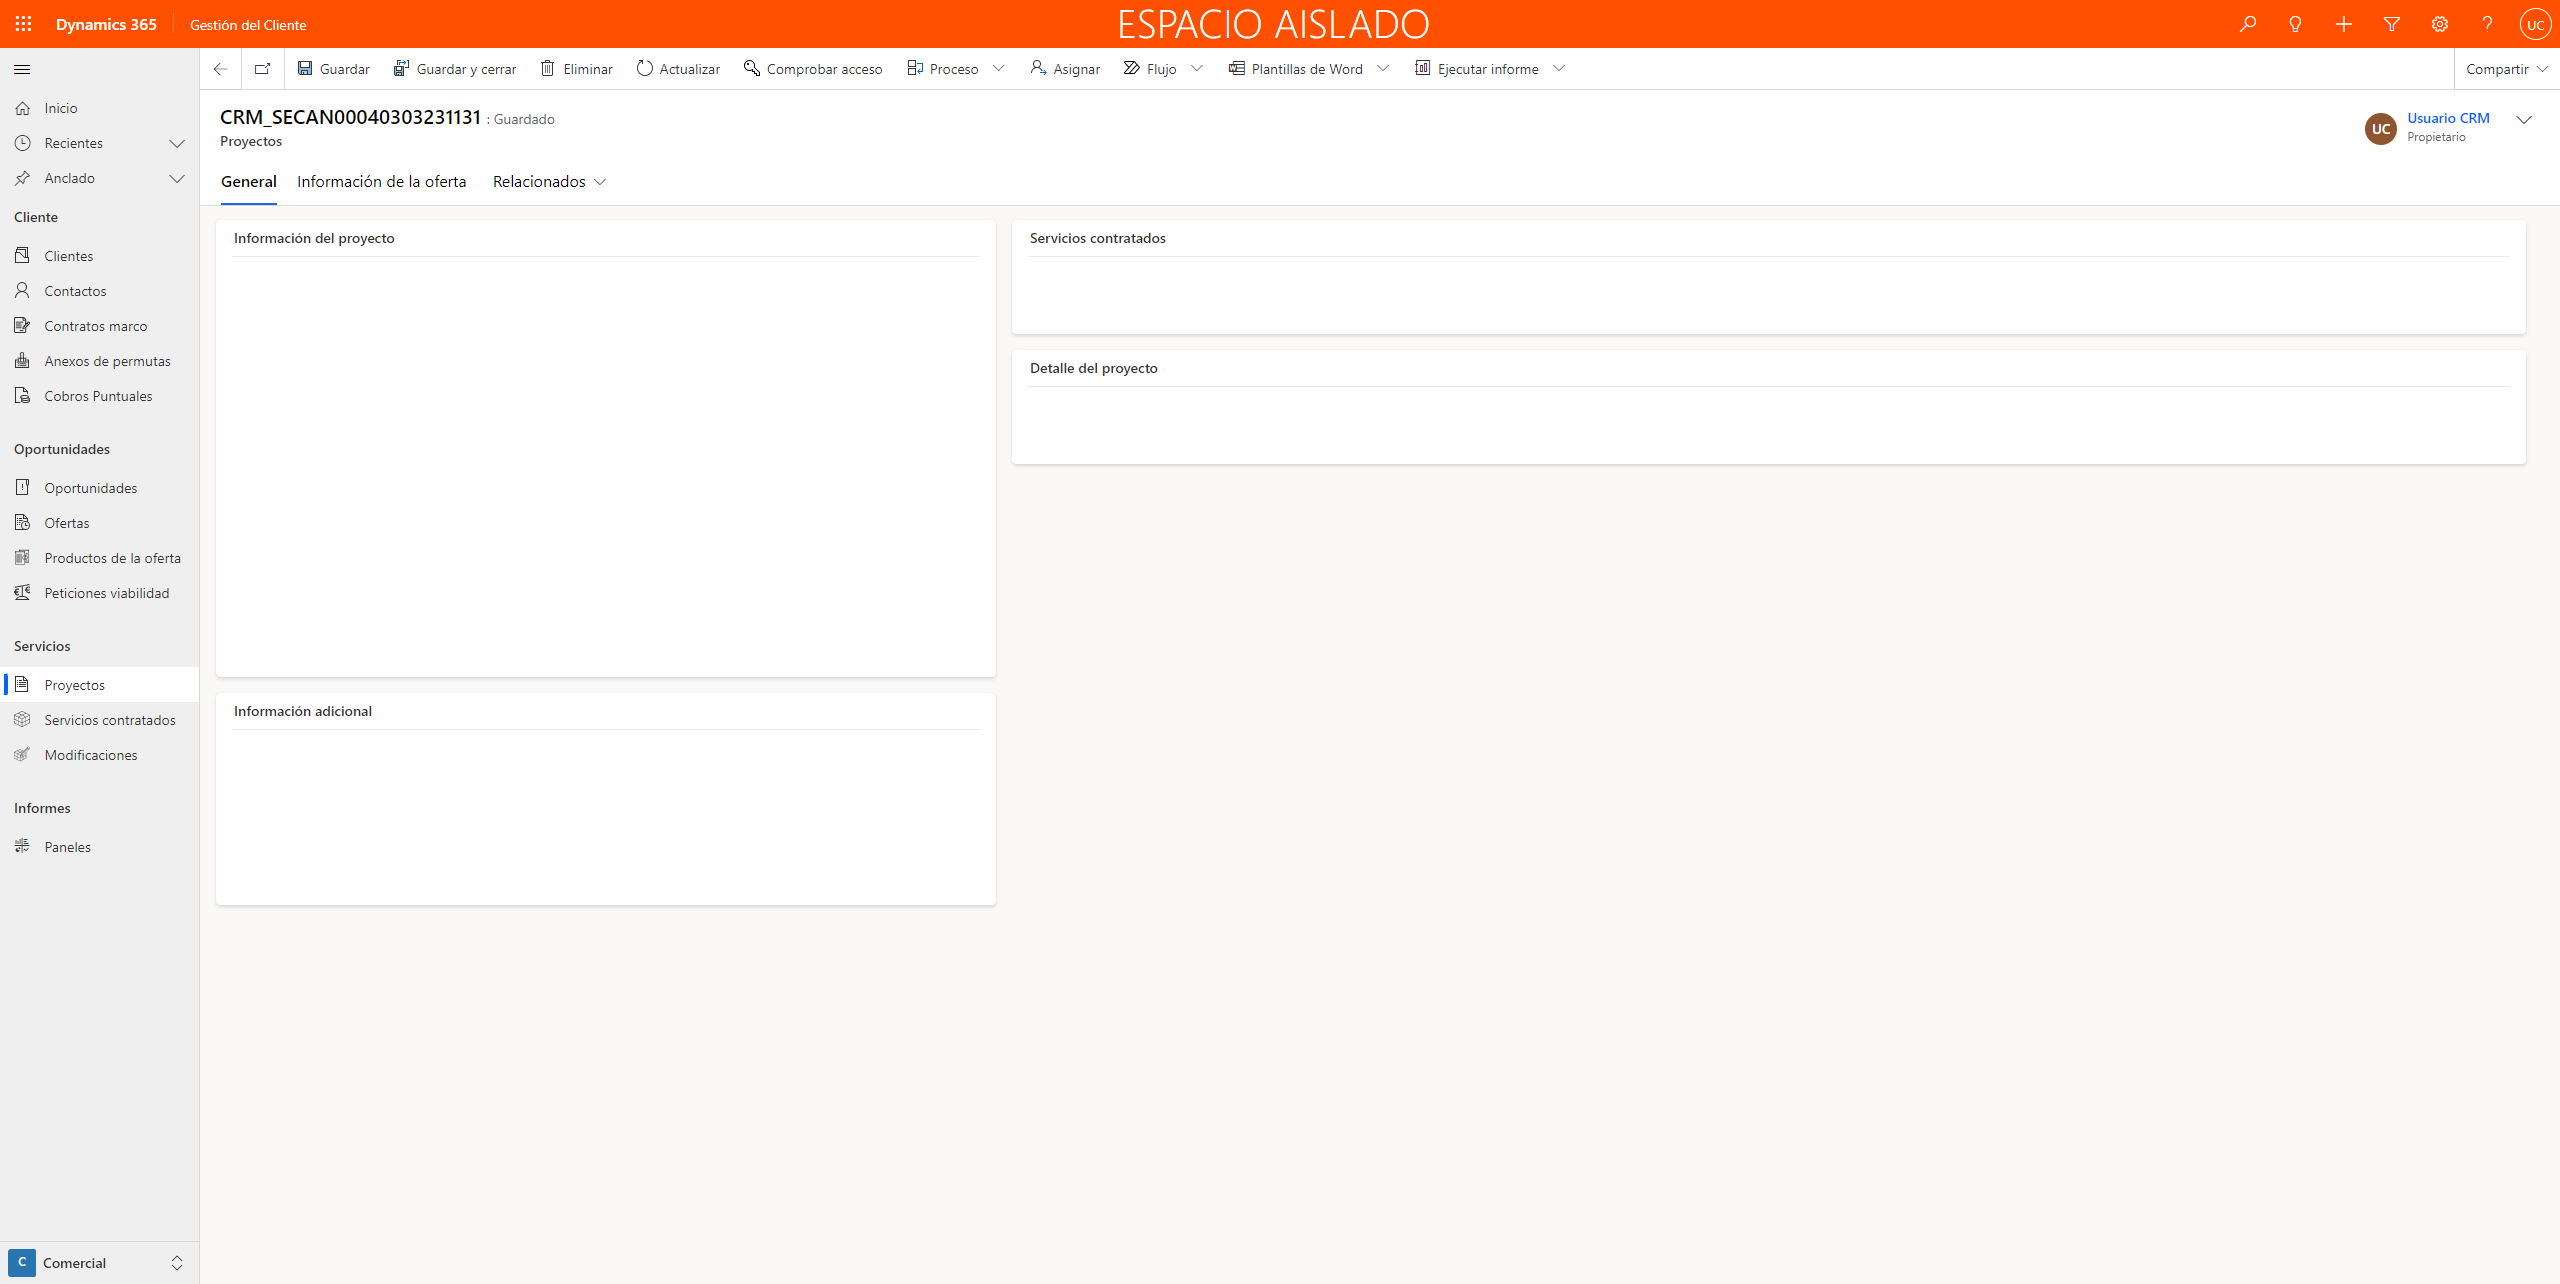 Dynamics 365
Gestión del Cliente
ESPACIO AISLADO
UC
Guardar
Guardar y cerrar
Eliminar
Actualizar
Comprobar acceso
Proceso
Asignar
Flujo
Plantillas de Word
Ejecutar informe
Compartir
Inicio
Recientes
Anclado
Cliente
Clientes
Contactos
Contratos marco
Anexos de permutas
Cobros Puntuales
Oportunidades
Oportunidades
Ofertas
Productos de la oferta
Peticiones viabilidad
Servicios
Proyectos
Servicios contratados
Modificaciones
Informes
Paneles
C Comercial
CRM_SECAN00040303231131 : Guardado
Proyectos
UC
Usuario CRM
Propietario
General
Información de la oferta
Relacionados
Información del proyecto
Información adicional
Servicios contratados
Detalle del proyecto